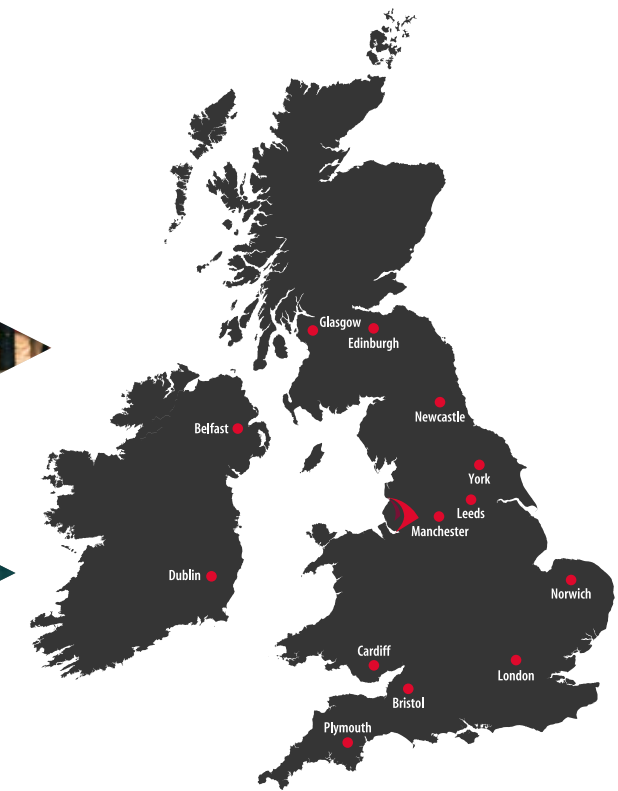 Glasgow
Edinburgh
Newcastle
Belfast
York
Leeds
Manchester
Dublin
Norwich
Cardiff
London
Bristol
Plymouth